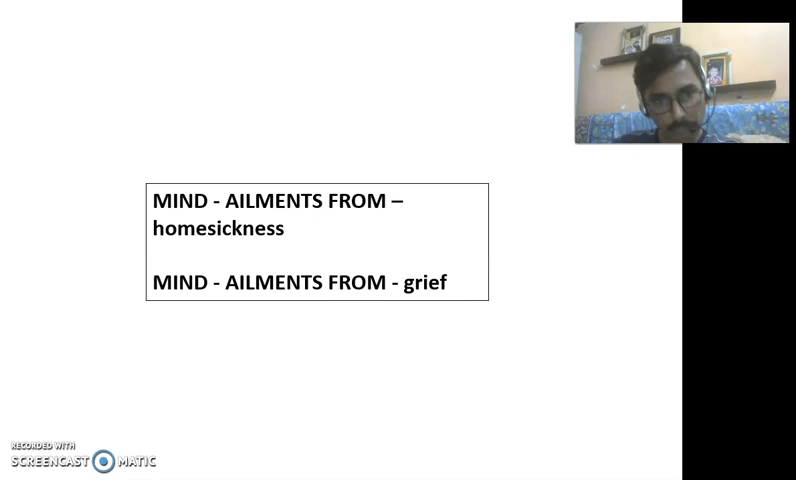 MIND - AILMENTS FROM –
homesickness
MIND - AILMENTS FROM - grief
RECORDED WITH
SCREENCAST MATIC